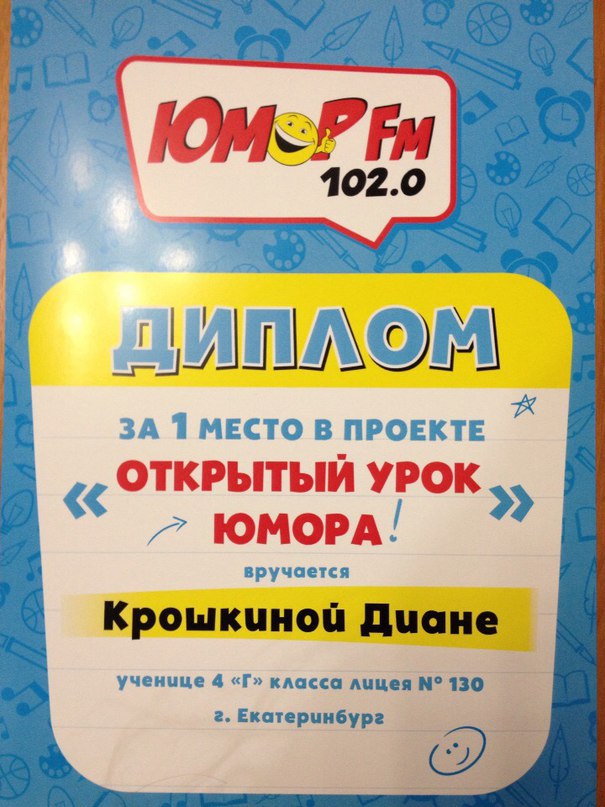 ЮМОР FM
102.0
ДИПЛОМ
ЗА 1 МЕСТО В ПРОЕКТЕ
«ОТКРЫТЫЙ УРОК
ЮМОРА!»
вручается
Крошкиной Диане
ученице 4 «Г» класса лицея № 130
г. Екатеринбург